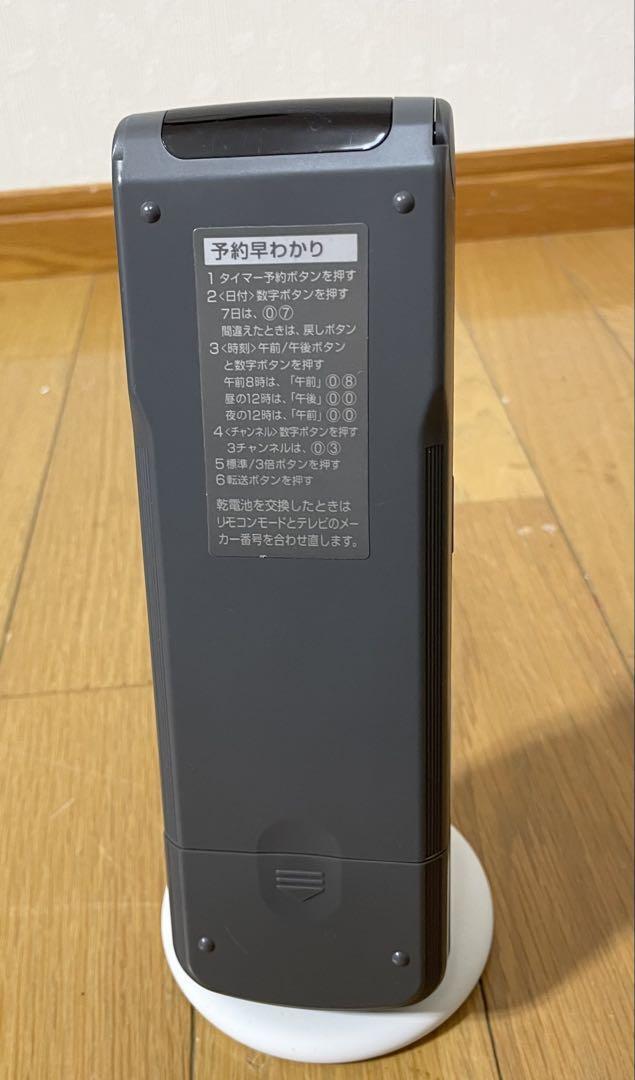 予約早わかり
1 タイマー予約ボタンを押す
2〈日付〉数字ボタンを押す
7日は、⓪⑦
間違えたときは、戻しボタン
3〈時刻〉午前/午後ボタン
と数字ボタンを押す
午前8時は、「午前」⓪⑧
昼の12時は、「午後」⓪⓪
夜の12時は、「午前」⓪⓪
4〈チャンネル〉数字ボタンを押す
3チャンネルは、⓪③
5 標準/3倍ボタンを押す
6 転送ボタンを押す
乾電池を交換したときは
リモコンモードとテレビのメー
カー番号を合わせ直します。